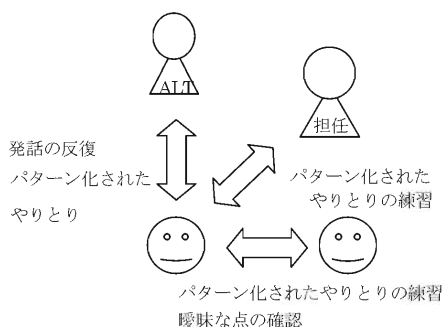 ALT
担任
発話の反復
パターン化された
やりとり
パターン化された
やりとりの練習
パターン化されたやりとりの練習
曖昧な点の確認